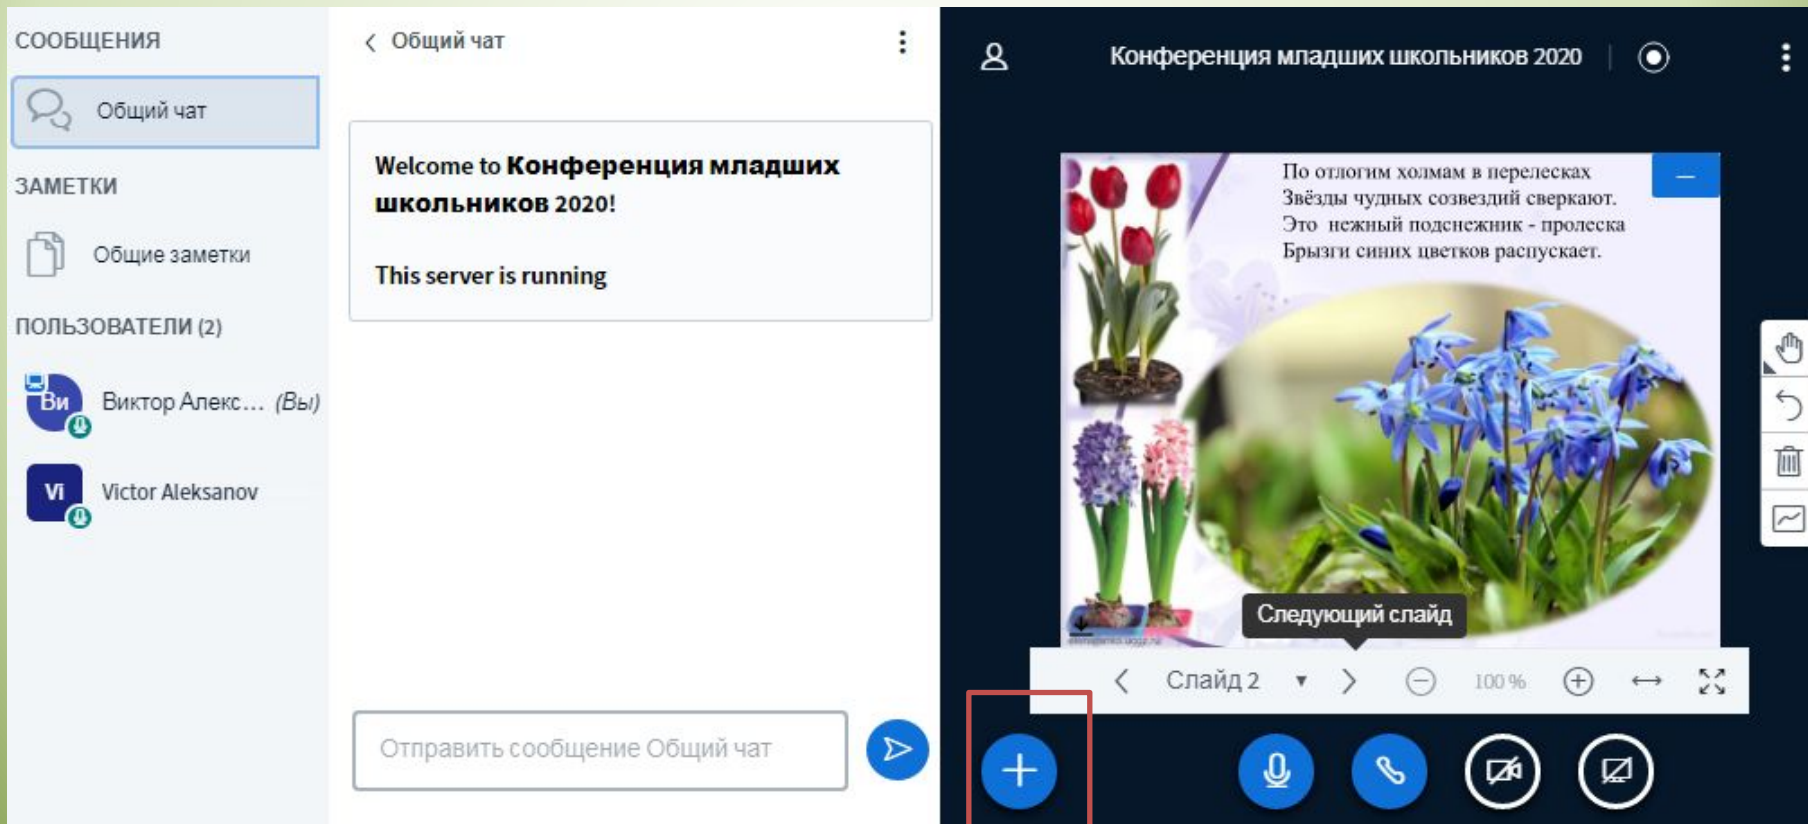 СООБЩЕНИЯ
Общий чат
ЗАМЕТКИ
Общие заметки
ПОЛЬЗОВАТЕЛИ (2)
Ви
Виктор Алекс... (Вы)
Vi
Victor Aleksanov
Общий чат
Welcome to Конференция младших
школьников 2020!
This server is running
Отправить сообщение Общий чат
Конференция младших школьников 2020
По отлогим холмам в перелесках
Звёзды чудных созвездий сверкают.
Это нежный подснежник - пролеска
Брызги синих цветков распускает.
Следующий слайд
Слайд 2
100 %